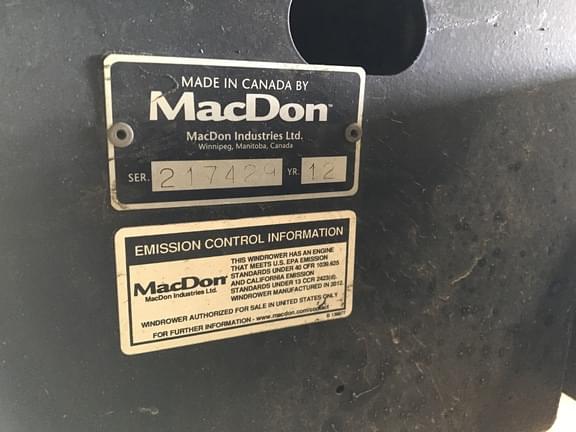 MADE IN CANADA BY
MacDon™
MacDon Industries Ltd.
Winnipeg, Manitoba, Canada
SER. 217429 YR. 12
EMISSION CONTROL INFORMATION
MacDon®
MacDon Industries Ltd.
THIS WINDROWER HAS AN ENGINE
THAT MEETS U.S. EPA EMISSION
STANDARDS UNDER 40 CFR 1039.625
AND CALIFORNIA EMISSION
STANDARDS UNDER 13 CCR 2423(d).
WINDROWER MANUFACTURED IN 2012.
WINDROWER AUTHORIZED FOR SALE IN UNITED STATES ONLY
FOR FURTHER INFORMATION - www.macdon.com/contact